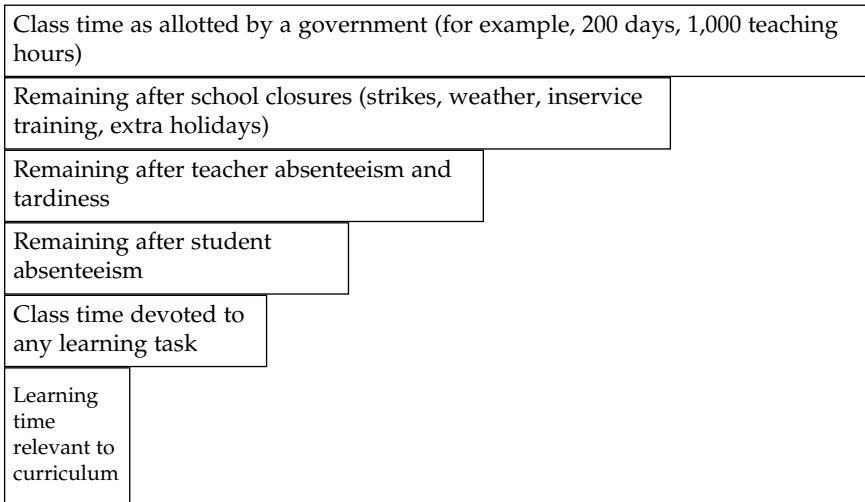 Class time as allotted by a government (for example, 200 days, 1,000 teaching
hours)
Remaining after school closures (strikes, weather, inservice
training, extra holidays)
Remaining after teacher absenteeism and
tardiness
Remaining after student
absenteeism
Class time devoted to
any learning task
Learning
time
relevant to
curriculum